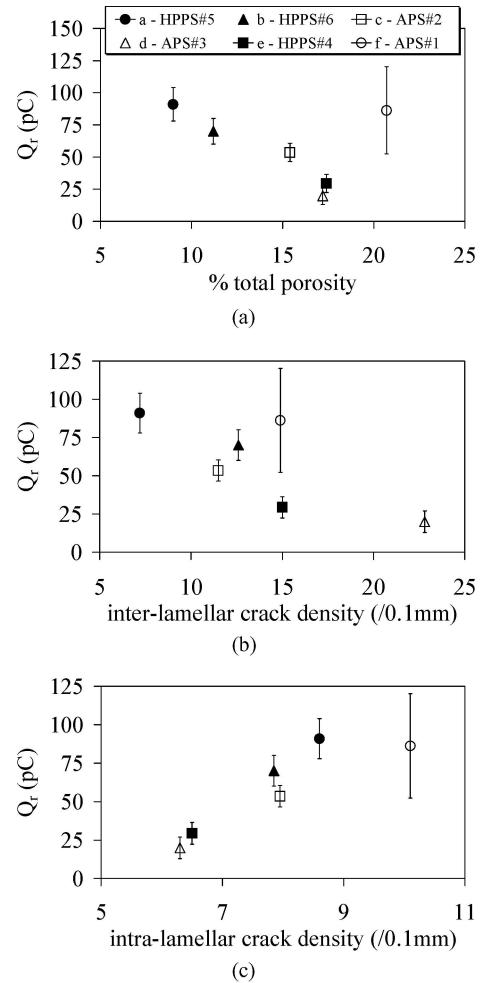 a - HPPS#5 b - HPPS#6 c - APS#2
d - APS#3 e - HPPS#4 f - APS#1
150
125
100
75
50
25
0
Qr (pC)
5 10 15 20 25
% total porosity
(a)
125
100
75
50
25
0
Qr (pC)
5 10 15 20 25
inter-lamellar crack density (/0.1mm)
(b)
125
100
75
50
25
0
Qr (pC)
5 7 9 11
intra-lamellar crack density (/0.1mm)
(c)